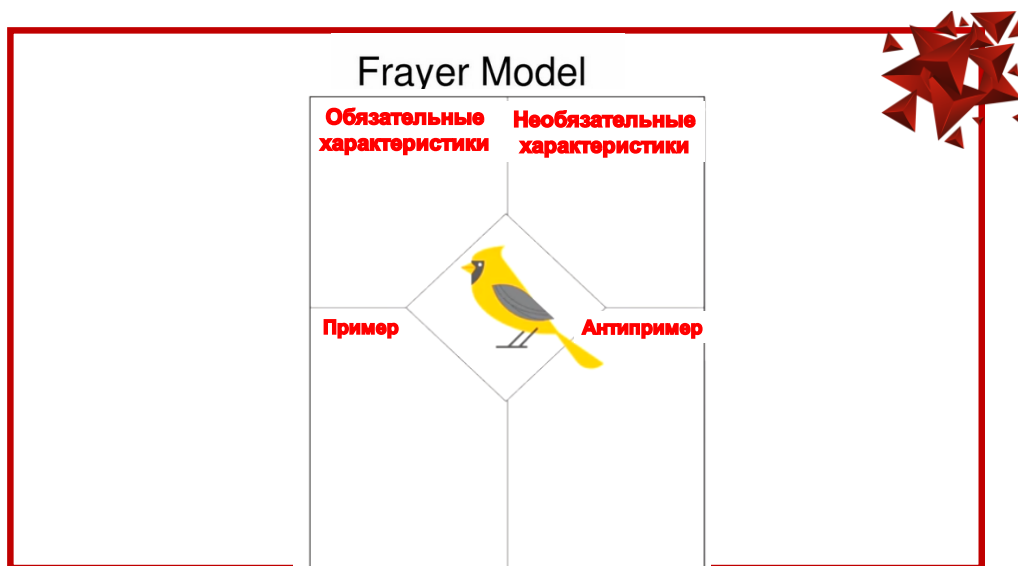 Frayer Model
Обязательные
характеристики
Необязательные
характеристики
Пример
Антипример